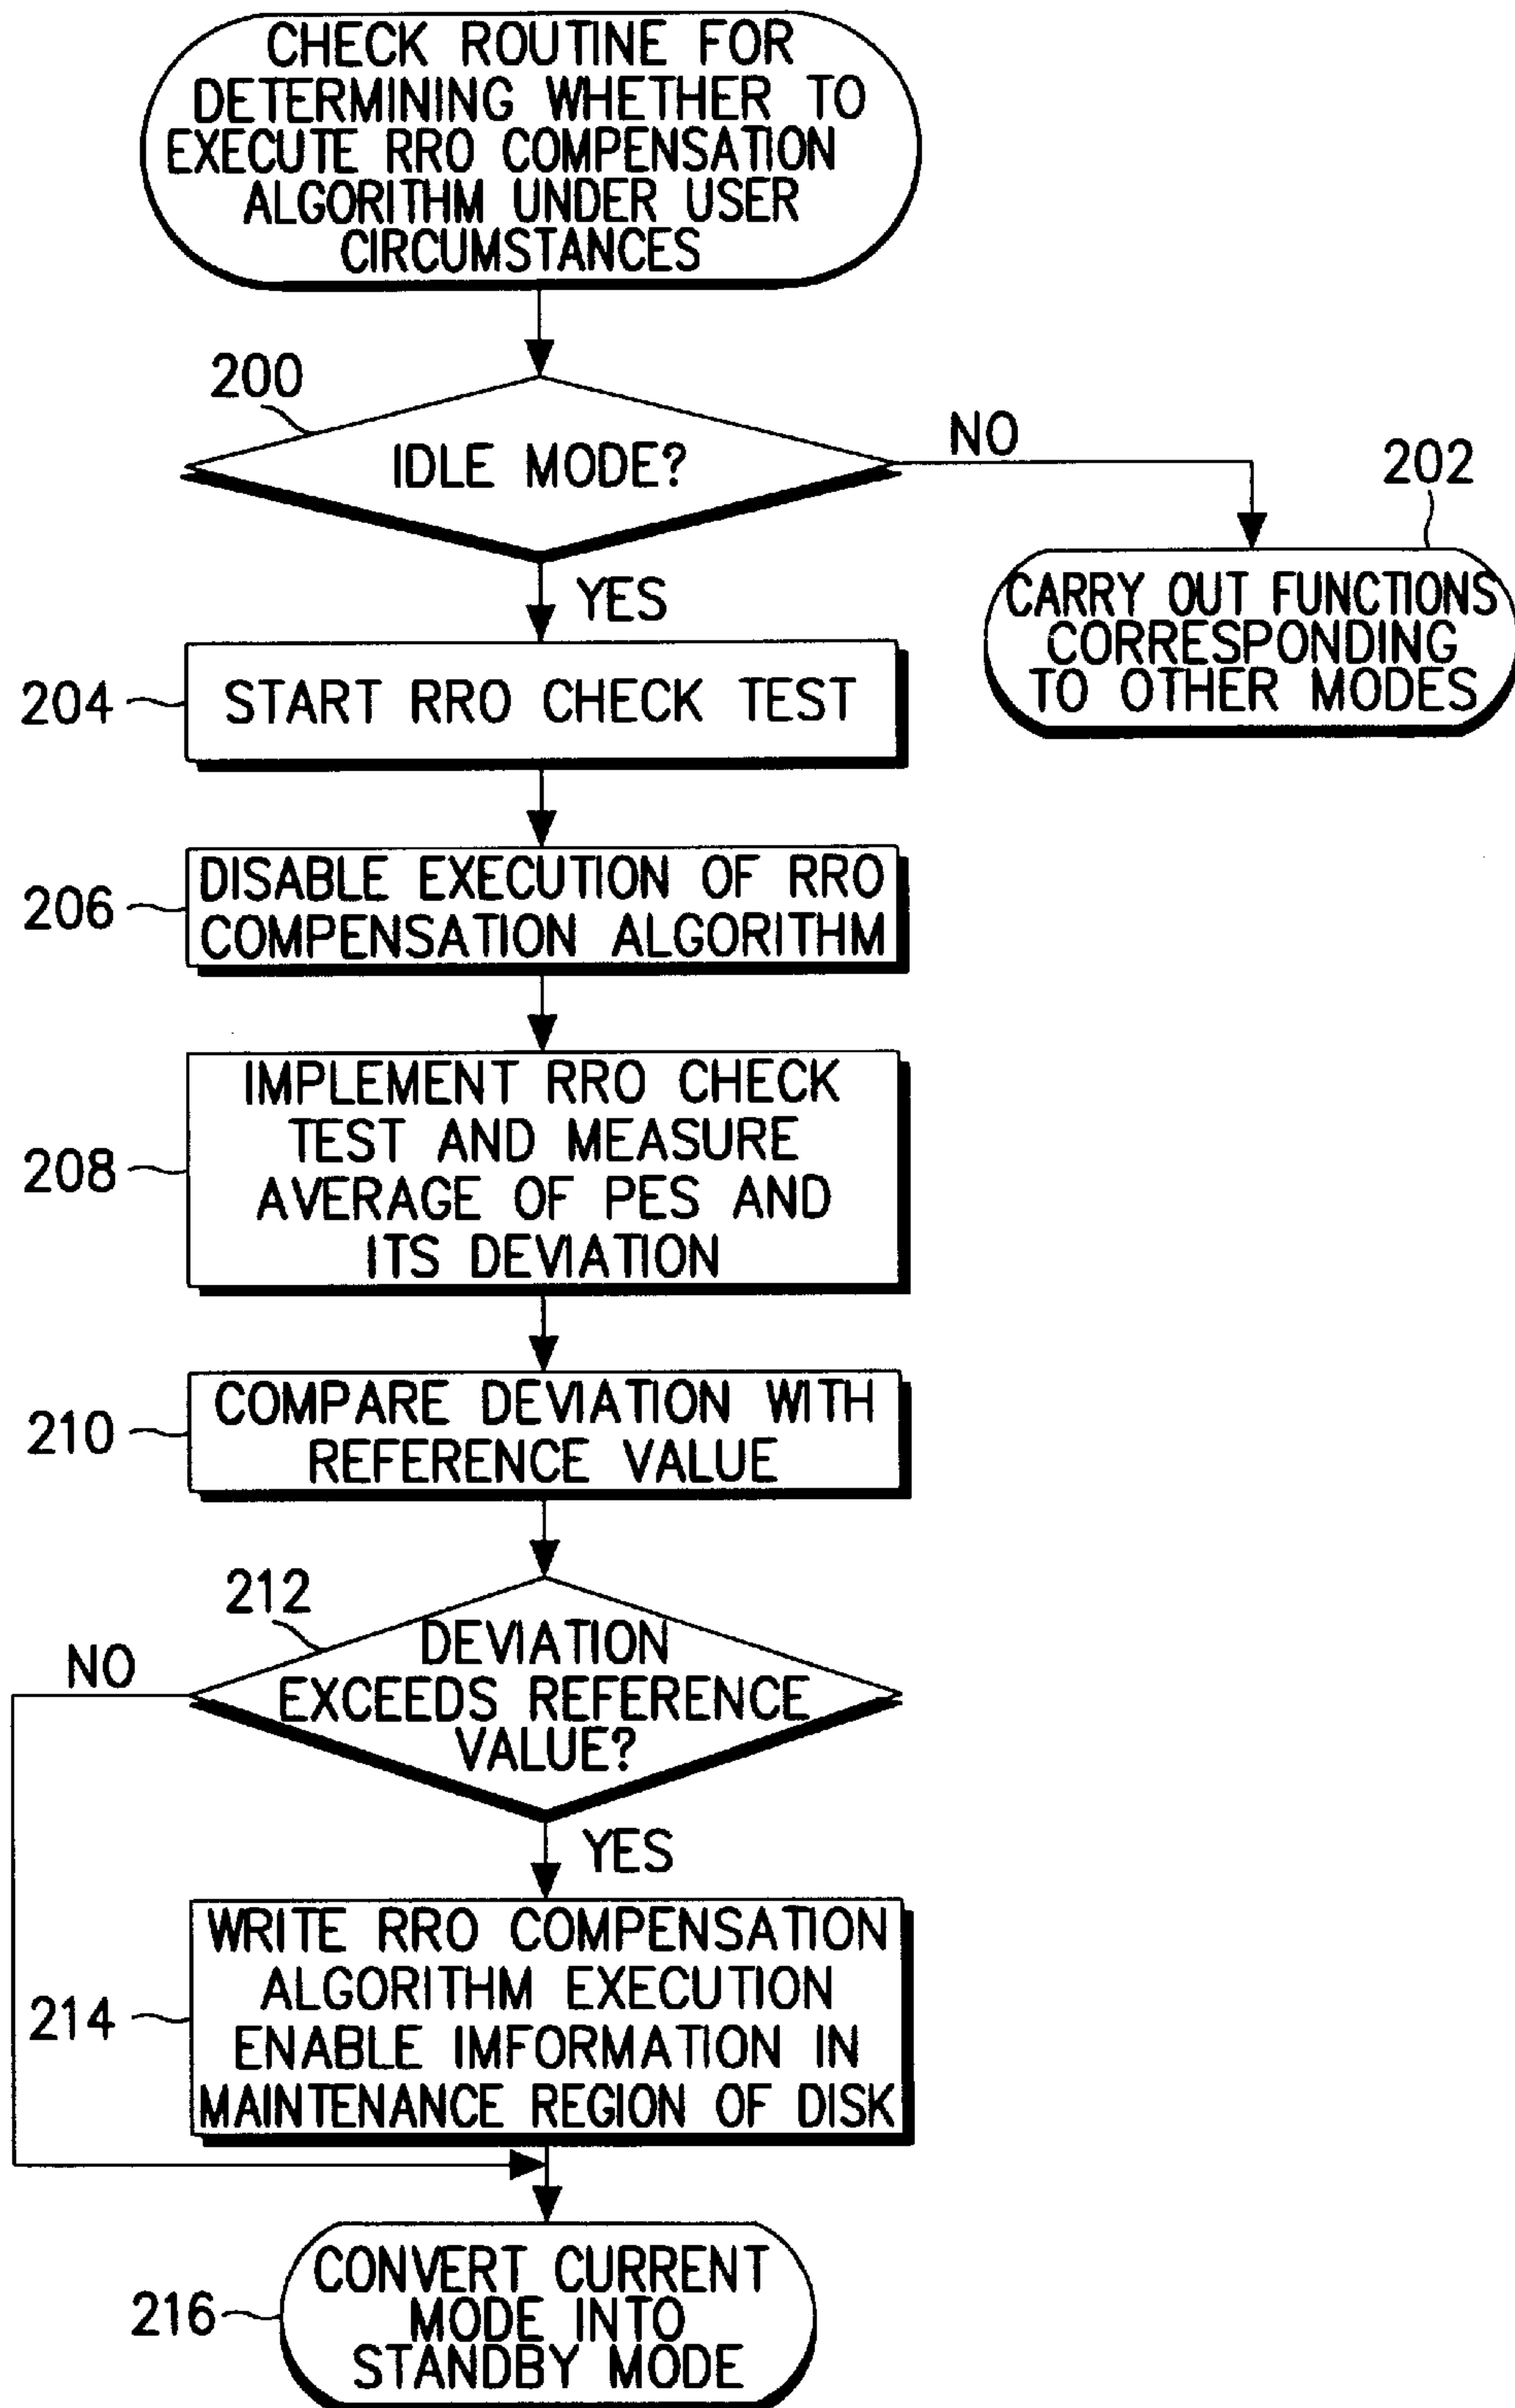 CHECK ROUTINE FOR
DETERMINING WHETHER TO
EXECUTE RRO COMPENSATION
ALGORITHM UNDER USER
CIRCUMSTANCES
200
IDLE MODE?
NO
202
CARRY OUT FUNCTIONS
CORRESPONDING
TO OTHER MODES
YES
204
START RRO CHECK TEST
206
DISABLE EXECUTION OF RRO
COMPENSATION ALGORITHM
208
IMPLEMENT RRO CHECK
TEST AND MEASURE
AVERAGE OF PES AND
ITS DEVIATION
210
COMPARE DEVIATION WITH
REFERENCE VALUE
212
NO
DEVIATION
EXCEEDS REFERENCE
VALUE?
YES
214
WRITE RRO COMPENSATION
ALGORITHM EXECUTION
ENABLE IMFORMATION IN
MAINTENANCE REGION OF DISK
216
CONVERT CURRENT
MODE INTO
STANDBY MODE